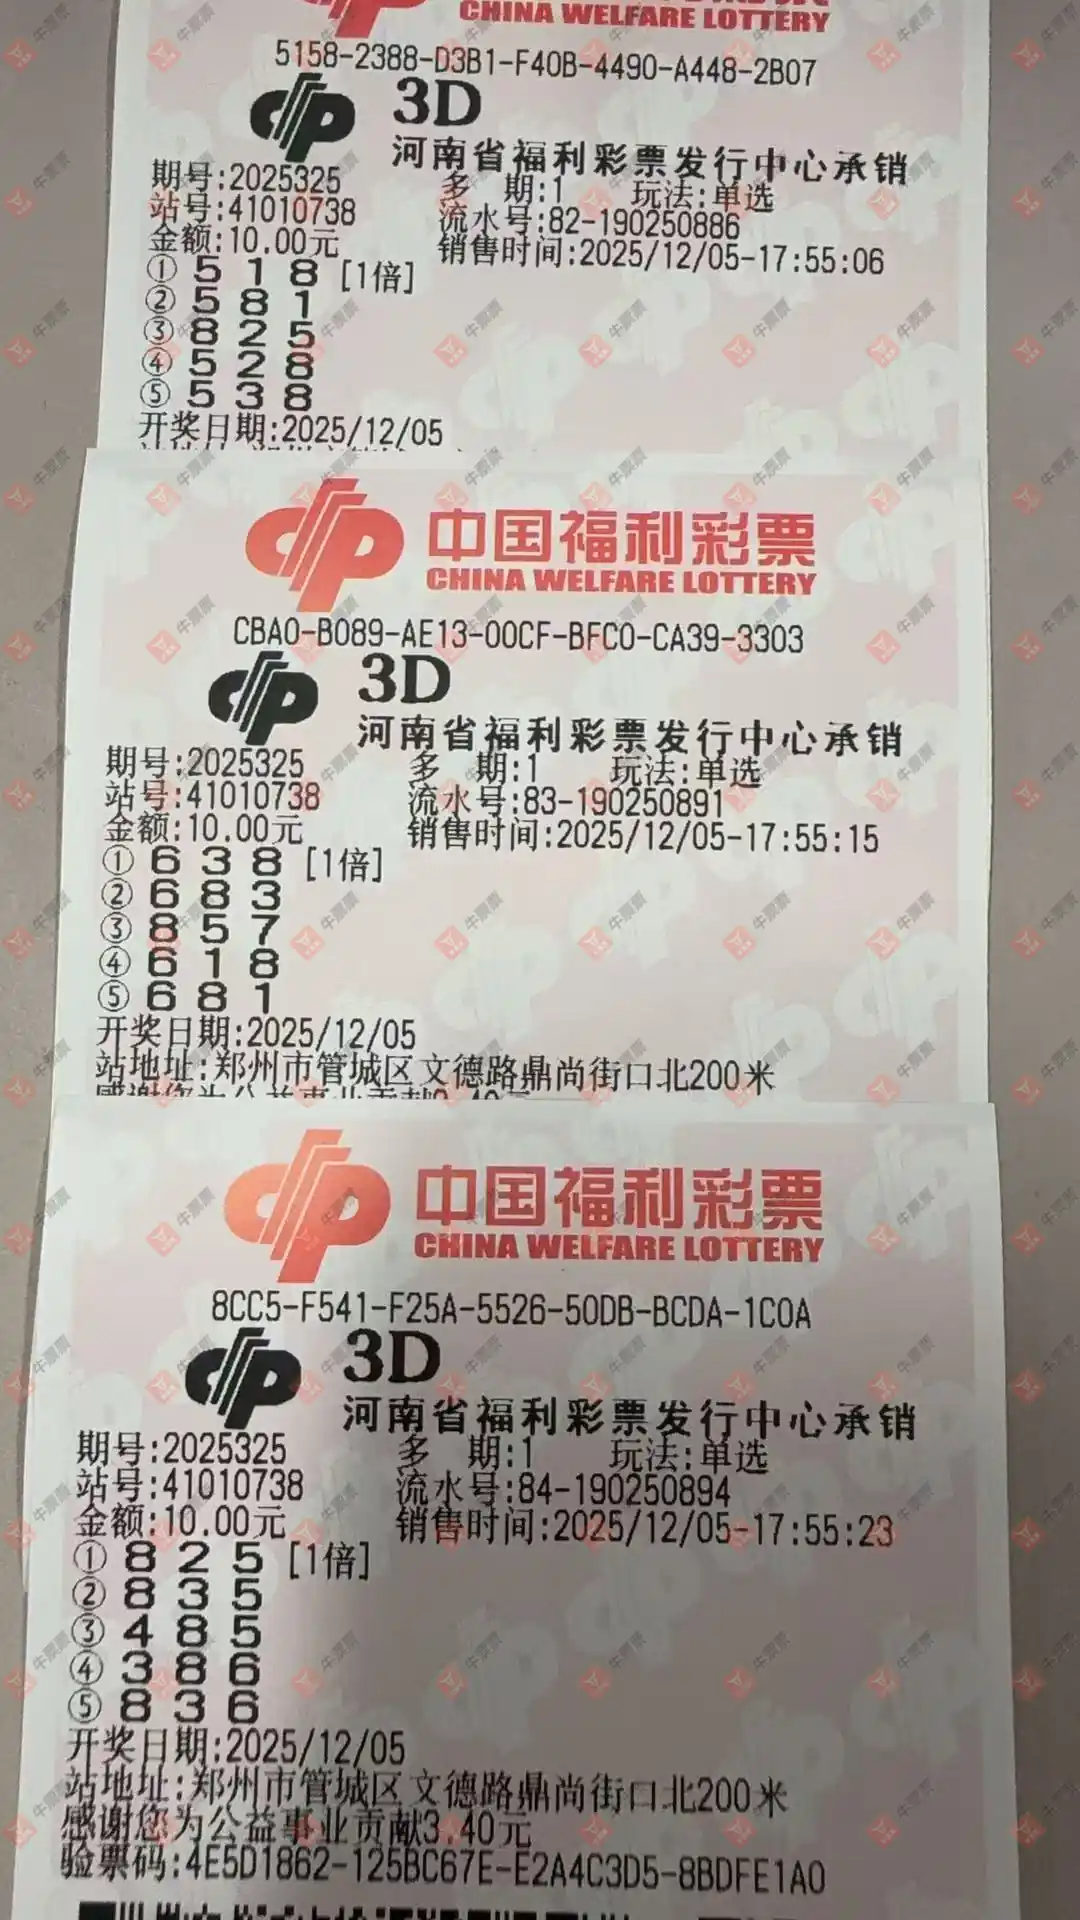 CHINA WELFARE LOTTERY
5158-2388-D3B1-F40B-4490-A448-2B07
3D
河南省福利彩票发行中心承销
期号:2025325 多 期:1 玩法:单选
站号:41010738 流水号:82-190250886
金额:10.00元 销售时间:2025/12/05-17:55:06
① 5 1 8 [1倍]
② 5 8 1
③ 8 2 5
④ 5 2 8
⑤ 5 3 8
开奖日期:2025/12/05
中国福利彩票
CHINA WELFARE LOTTERY
CBA0-B089-AE13-00CF-BFC0-CA39-3303
3D
河南省福利彩票发行中心承销
期号:2025325 多 期:1 玩法:单选
站号:41010738 流水号:83-190250891
金额:10.00元 销售时间:2025/12/05-17:55:15
① 6 3 8 [1倍]
② 6 8 3
③ 8 5 7
④ 6 1 8
⑤ 6 8 1
开奖日期:2025/12/05
站地址:郑州市管城区文德路鼎尚街口北200米
感谢您为公益事业贡献3.40元
中国福利彩票
CHINA WELFARE LOTTERY
8CC5-F541-F25A-5526-50DB-BCDA-1C0A
3D
河南省福利彩票发行中心承销
期号:2025325 多 期:1 玩法:单选
站号:41010738 流水号:84-190250894
金额:10.00元 销售时间:2025/12/05-17:55:23
① 8 2 5 [1倍]
② 8 3 5
③ 4 8 5
④ 3 8 6
⑤ 8 3 6
开奖日期:2025/12/05
站地址:郑州市管城区文德路鼎尚街口北200米
感谢您为公益事业贡献3.40元
验票码:4E5D1862-125BC67E-E2A4C3D5-8BDFE1A0
牛票票